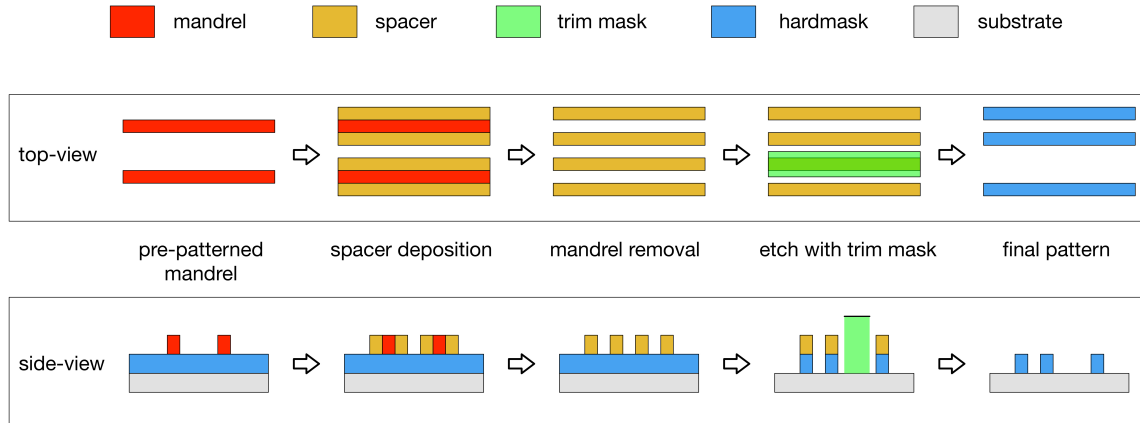 mandrel
spacer
trim mask
hardmask
substrate
top-view
pre-patterned
mandrel
spacer deposition
mandrel removal
etch with trim mask
final pattern
side-view